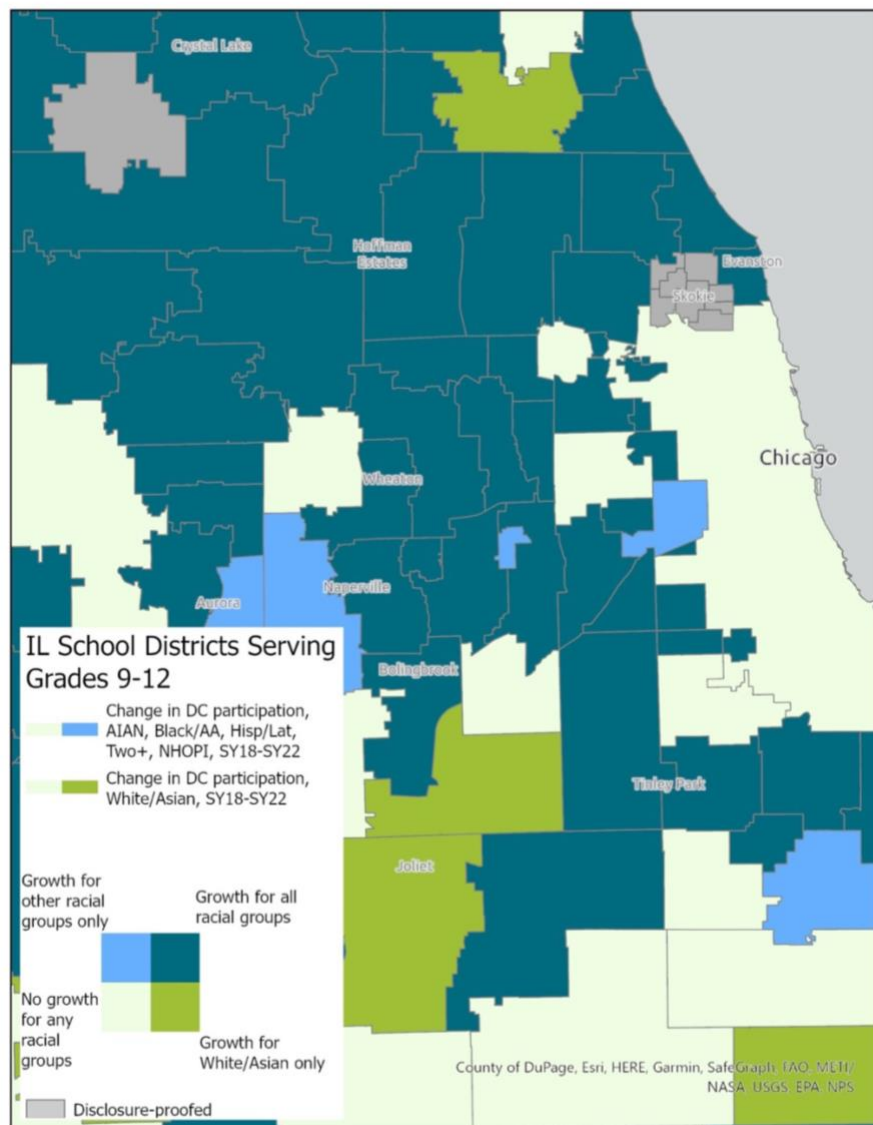 Crystal Lake
Hoffman
Estates
Evanston
Skokie
Chicago
Wheaton
Naperville
Aurora
IL School Districts Serving
Grades 9-12
Bolingbrook
Change in DC participation,
AIAN, Black/AA, Hisp/Lat,
Two+, NHOPI, SY18-SY22
Change in DC participation,
White/Asian, SY18-SY22
Tinley Park
Joliet
Growth for
other racial
groups only
Growth for all
racial groups
No growth
for any
racial
groups
Growth for
White/Asian only
County of DuPage, Esri, HERE, Garmin, SafeGraph, FAO, METI/
NASA, USGS, EPA, NPS
Disclosure-proofed